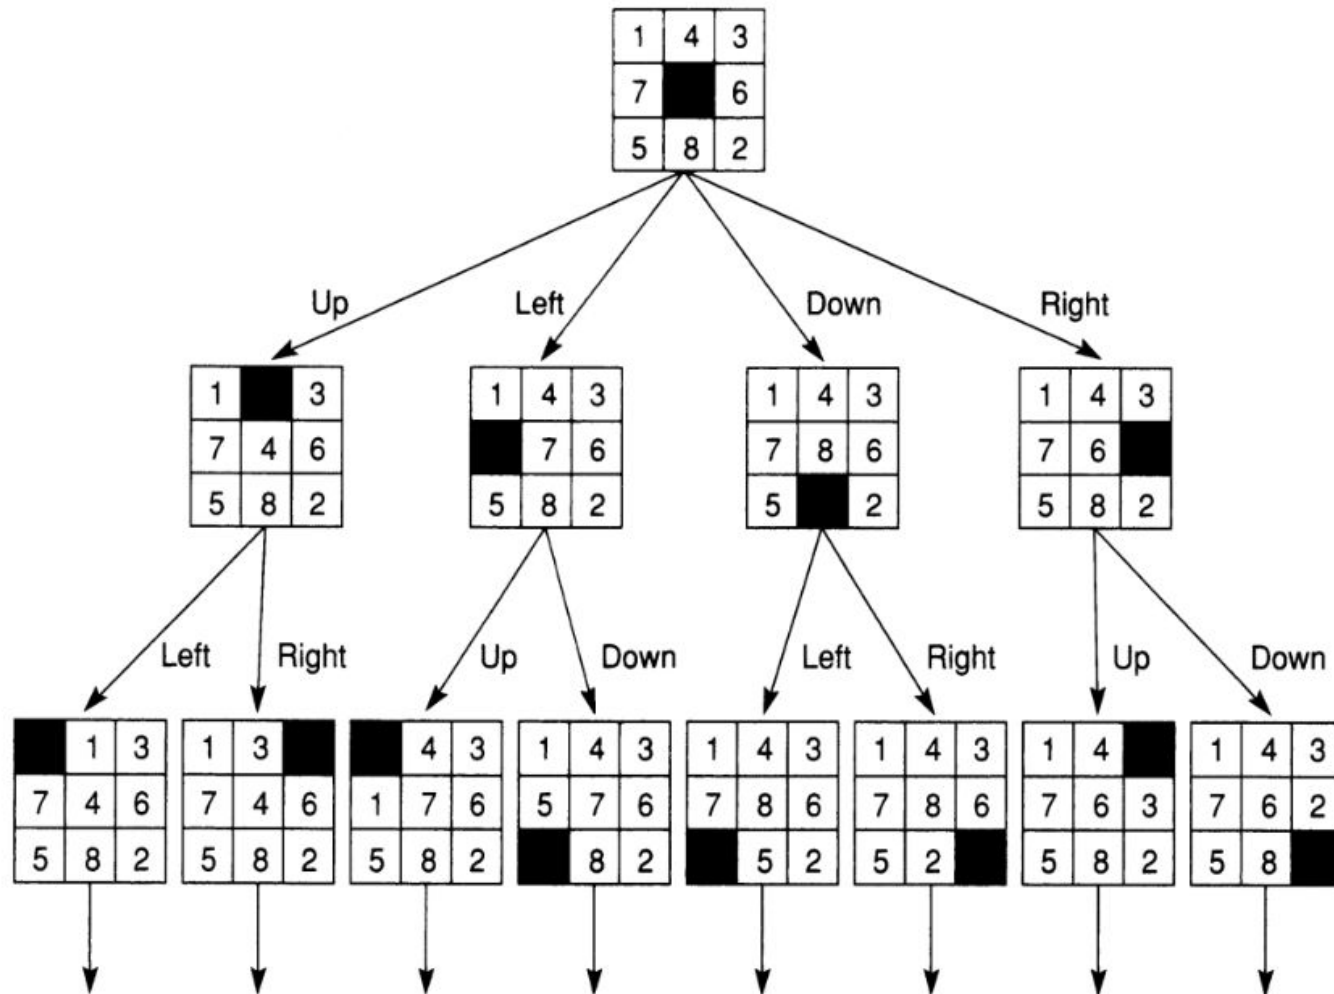 1 4 3
7 6
5 8 2
Up Left Down Right
1 3 1 4 3 1 4 3 1 4 3
7 4 6 7 6 7 8 6 7 6
5 8 2 5 8 2 5 2 5 8 2
Left Right Up Down Left Right Up Down
1 3 1 3 4 3 1 4 3 1 4 3 1 4 3 1 4 1 4 3
7 4 6 7 4 6 1 7 6 5 7 6 7 8 6 7 8 6 7 6 3 7 6 2
5 8 2 5 8 2 5 8 2 8 2 5 2 5 2 5 8 2 5 8